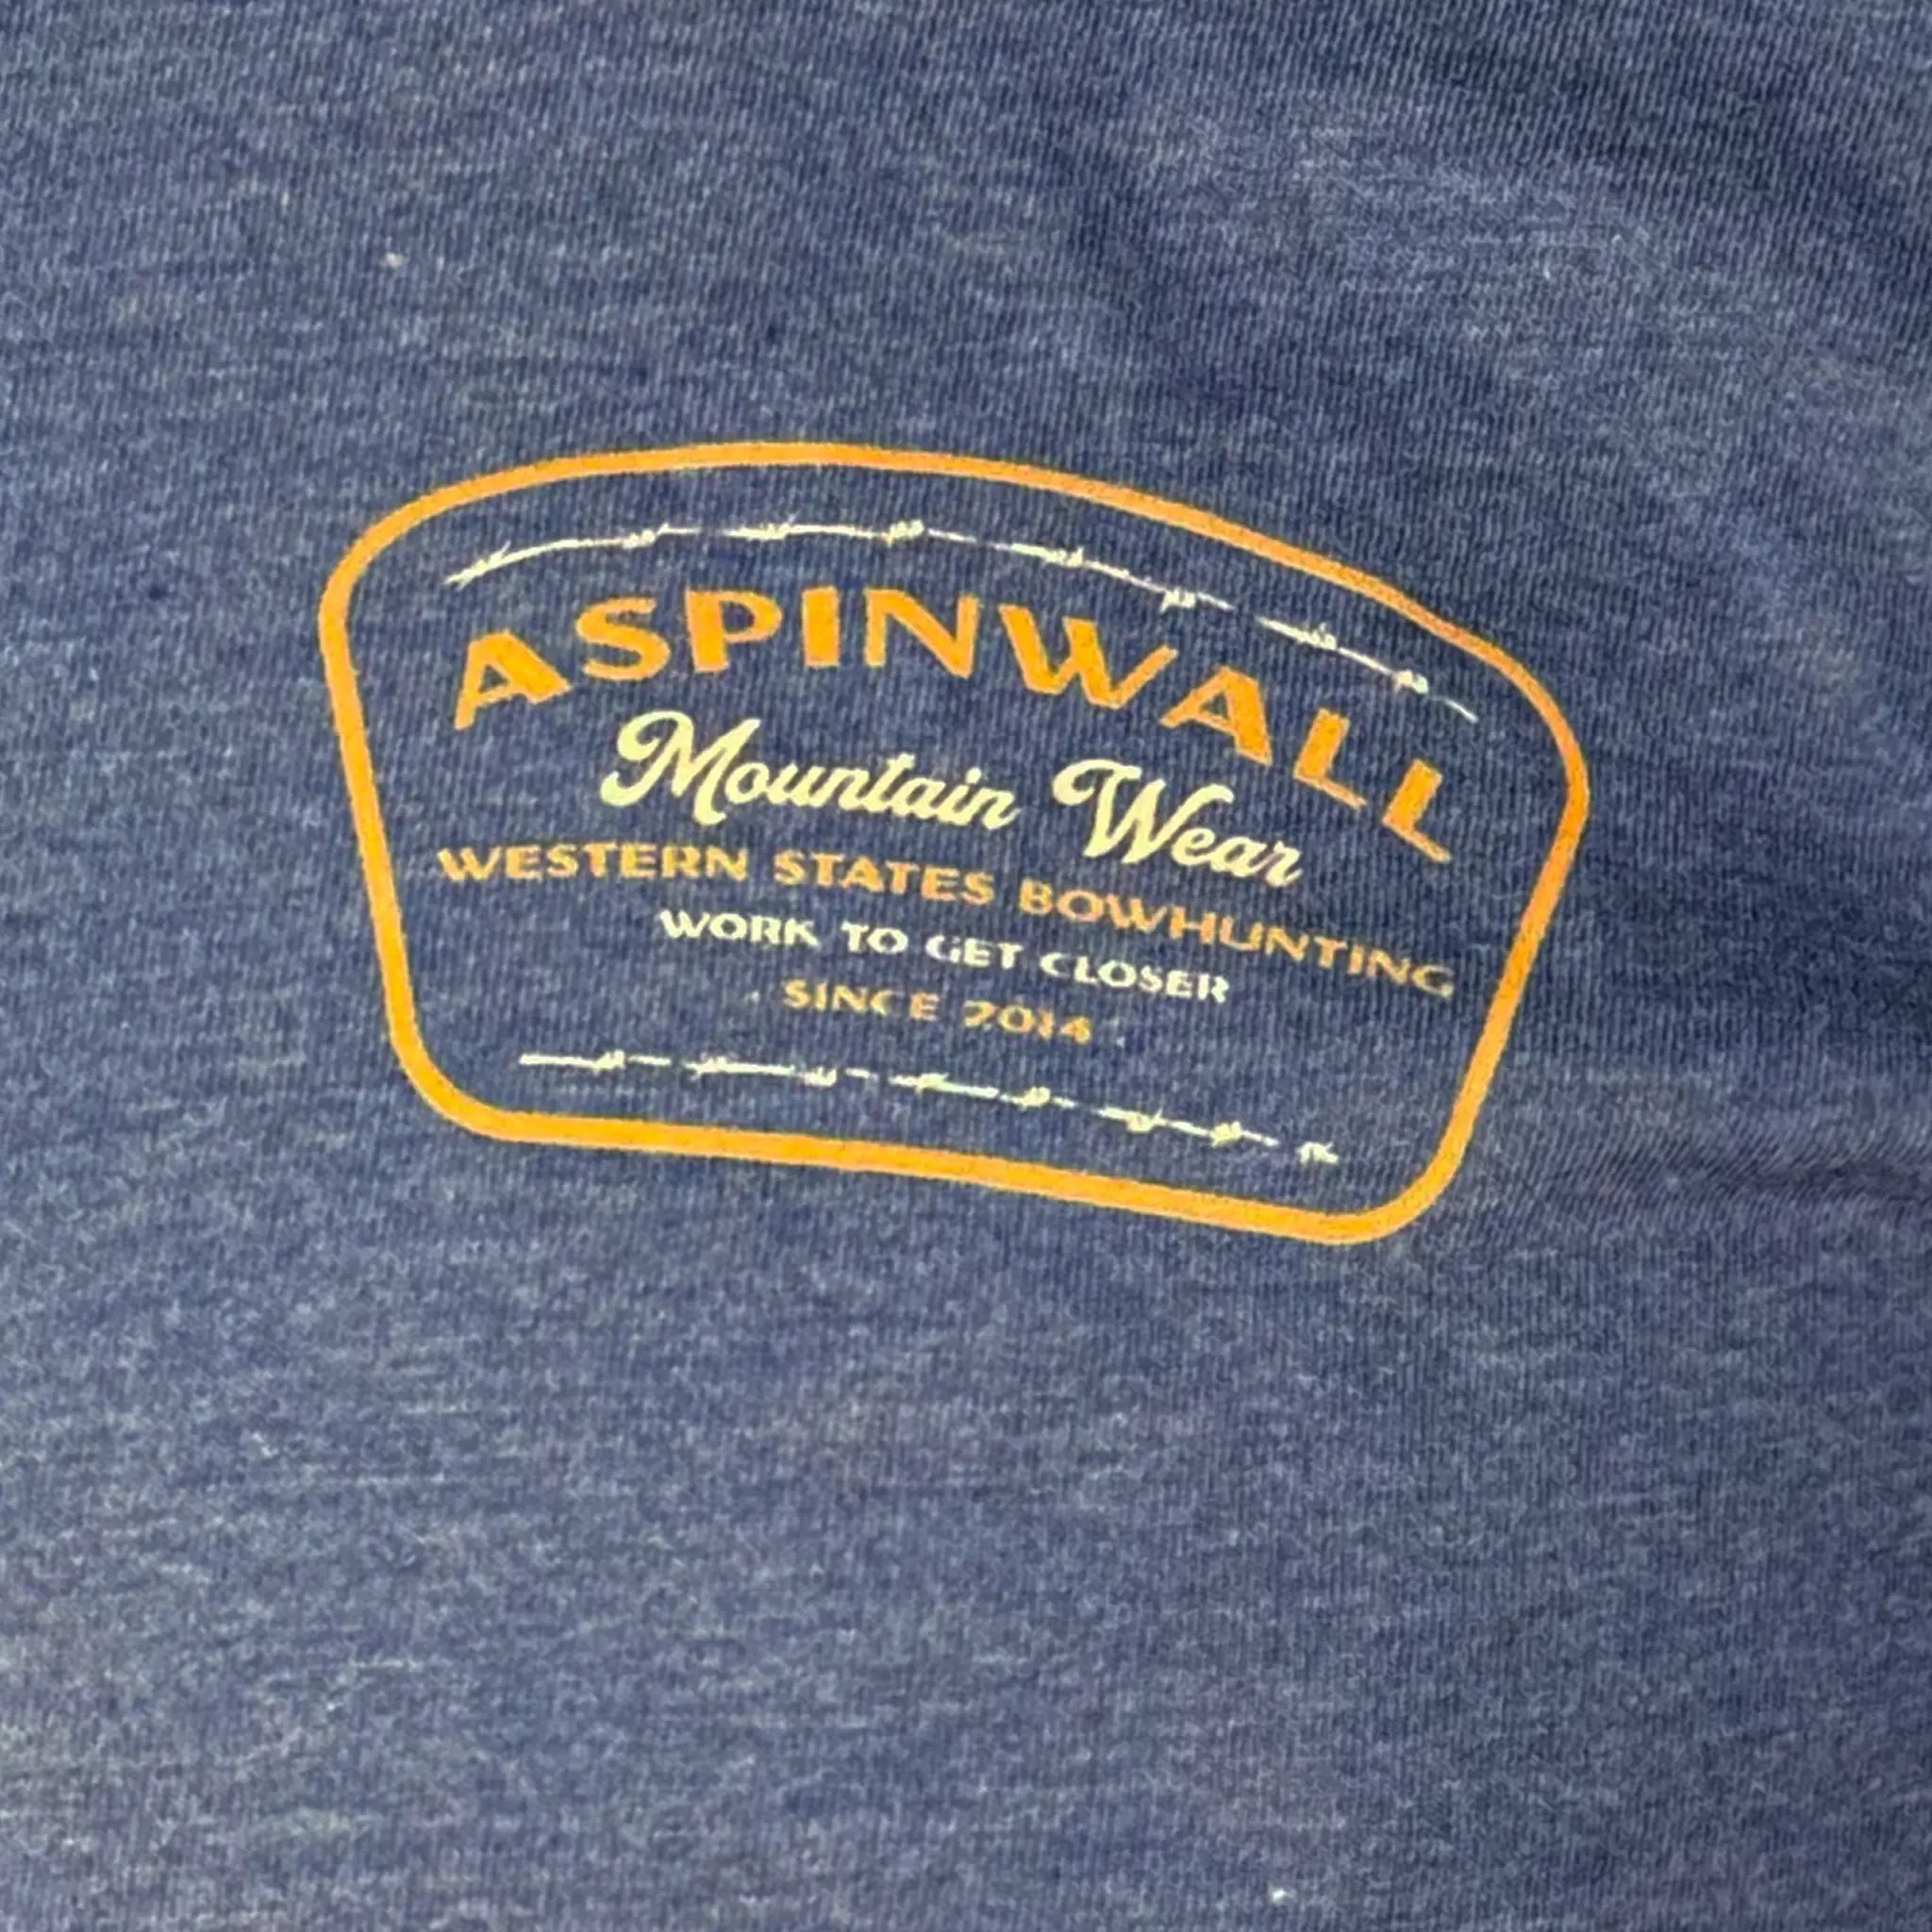 ASPINWALL
Mountain Wear
WESTERN STATES BOWHUNTING
WORK TO GET CLOSER
SINCE 2014